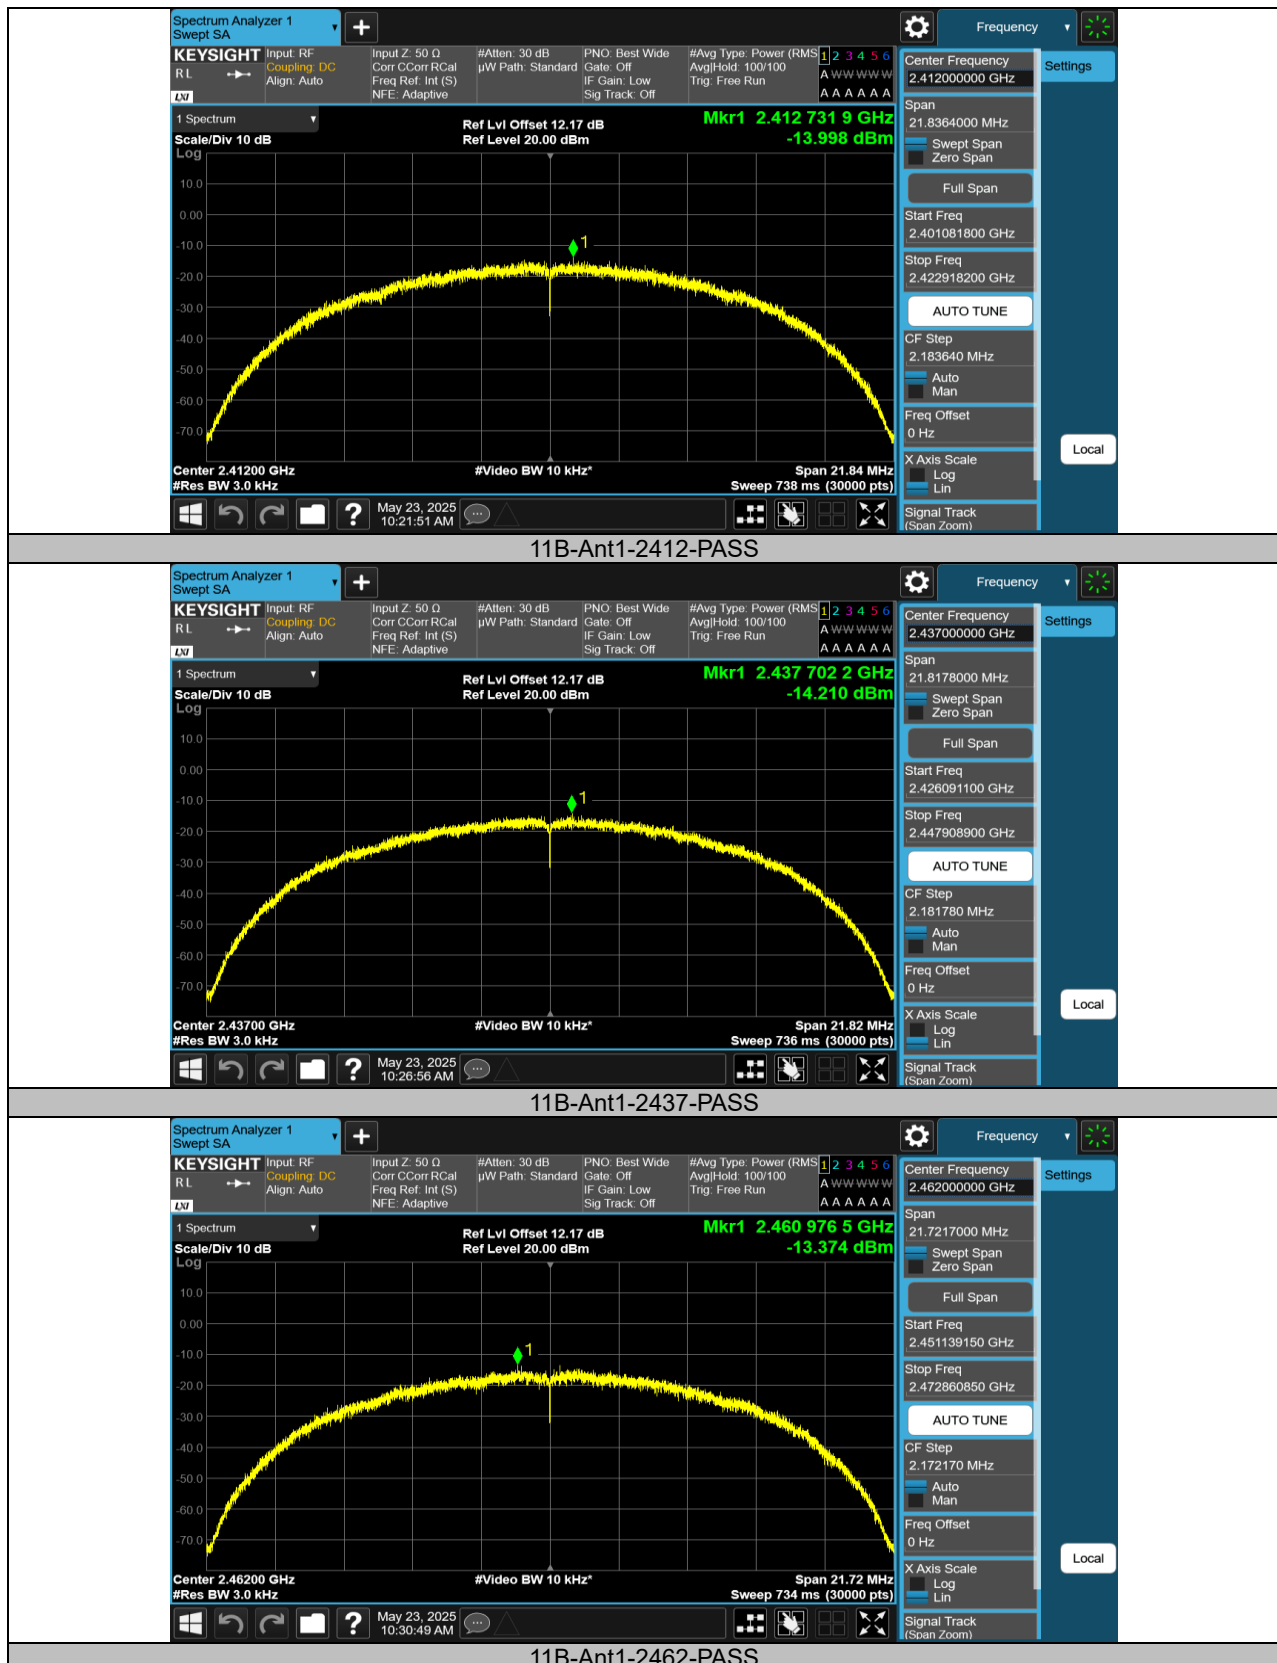 Spectrum Analyzer 1
Swept SA
Frequency
KEYSIGHT
R L
LXI
Input: RF
Coupling: DC
Align: Auto
Input Z: 50 Ω
Corr CCorr RCal
Freq Ref: Int (S)
NFE: Adaptive
#Atten: 30 dB
µW Path: Standard
PNO: Best Wide
Gate: Off
IF Gain: Low
Sig Track: Off
#Avg Type: Power (RMS
Avg|Hold: 100/100
Trig: Free Run
1 2 3 4 5 6
A W W W W W
A A A A A A
1 Spectrum
Scale/Div 10 dB
Log
Ref Lvl Offset 12.17 dB
Ref Level 20.00 dBm
Mkr1 2.412 731 9 GHz
-13.998 dBm
10.0
0.00
-10.0
-20.0
-30.0
-40.0
-50.0
-60.0
-70.0
1
Center 2.41200 GHz
#Res BW 3.0 kHz
#Video BW 10 kHz*
Span 21.84 MHz
Sweep 738 ms (30000 pts)
May 23, 2025
10:21:51 AM
Center Frequency
2.412000000 GHz
Settings
Span
21.8364000 MHz
Swept Span
Zero Span
Full Span
Start Freq
2.401081800 GHz
Stop Freq
2.422918200 GHz
AUTO TUNE
CF Step
2.183640 MHz
Auto
Man
Freq Offset
0 Hz
X Axis Scale
Log
Lin
Local
Signal Track
(Span Zoom)
11B-Ant1-2412-PASS
Spectrum Analyzer 1
Swept SA
Frequency
KEYSIGHT
R L
LXI
Input: RF
Coupling: DC
Align: Auto
Input Z: 50 Ω
Corr CCorr RCal
Freq Ref: Int (S)
NFE: Adaptive
#Atten: 30 dB
µW Path: Standard
PNO: Best Wide
Gate: Off
IF Gain: Low
Sig Track: Off
#Avg Type: Power (RMS
Avg|Hold: 100/100
Trig: Free Run
1 2 3 4 5 6
A W W W W W
A A A A A A
1 Spectrum
Scale/Div 10 dB
Log
Ref Lvl Offset 12.17 dB
Ref Level 20.00 dBm
Mkr1 2.437 702 2 GHz
-14.210 dBm
10.0
0.00
-10.0
-20.0
-30.0
-40.0
-50.0
-60.0
-70.0
1
Center 2.43700 GHz
#Res BW 3.0 kHz
#Video BW 10 kHz*
Span 21.82 MHz
Sweep 736 ms (30000 pts)
May 23, 2025
10:26:56 AM
Center Frequency
2.437000000 GHz
Settings
Span
21.8178000 MHz
Swept Span
Zero Span
Full Span
Start Freq
2.426091100 GHz
Stop Freq
2.447908900 GHz
AUTO TUNE
CF Step
2.181780 MHz
Auto
Man
Freq Offset
0 Hz
X Axis Scale
Log
Lin
Local
Signal Track
(Span Zoom)
11B-Ant1-2437-PASS
Spectrum Analyzer 1
Swept SA
Frequency
KEYSIGHT
R L
LXI
Input: RF
Coupling: DC
Align: Auto
Input Z: 50 Ω
Corr CCorr RCal
Freq Ref: Int (S)
NFE: Adaptive
#Atten: 30 dB
µW Path: Standard
PNO: Best Wide
Gate: Off
IF Gain: Low
Sig Track: Off
#Avg Type: Power (RMS
Avg|Hold: 100/100
Trig: Free Run
1 2 3 4 5 6
A W W W W W
A A A A A A
1 Spectrum
Scale/Div 10 dB
Log
Ref Lvl Offset 12.17 dB
Ref Level 20.00 dBm
Mkr1 2.460 976 5 GHz
-13.374 dBm
10.0
0.00
-10.0
-20.0
-30.0
-40.0
-50.0
-60.0
-70.0
1
Center 2.46200 GHz
#Res BW 3.0 kHz
#Video BW 10 kHz*
Span 21.72 MHz
Sweep 734 ms (30000 pts)
May 23, 2025
10:30:49 AM
Center Frequency
2.462000000 GHz
Settings
Span
21.7217000 MHz
Swept Span
Zero Span
Full Span
Start Freq
2.451139150 GHz
Stop Freq
2.472860850 GHz
AUTO TUNE
CF Step
2.172170 MHz
Auto
Man
Freq Offset
0 Hz
X Axis Scale
Log
Lin
Local
Signal Track
(Span Zoom)
11B-Ant1-2462-PASS